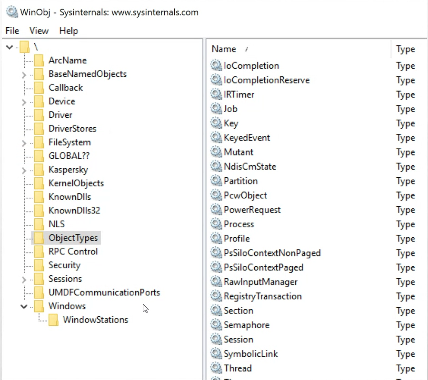 WinObj - Sysinternals: www.sysinternals.com
File View Help
\
ArcName
BaseNamedObjects
Callback
Device
Driver
DriverStores
FileSystem
GLOBAL??
Kaspersky
KernelObjects
KnownDlls
KnownDlls32
NLS
ObjectTypes
RPC Control
Security
Sessions
UMDFCommunicationPorts
Windows
WindowStations
Name / Type
IoCompletion Type
IoCompletionReserve Type
IRTimer Type
Job Type
Key Type
KeyedEvent Type
Mutant Type
NdisCmState Type
Partition Type
PcwObject Type
PowerRequest Type
Process Type
Profile Type
PsSiloContextNonPaged Type
PsSiloContextPaged Type
RawInputManager Type
RegistryTransaction Type
Section Type
Semaphore Type
Session Type
SymbolicLink Type
Thread Type